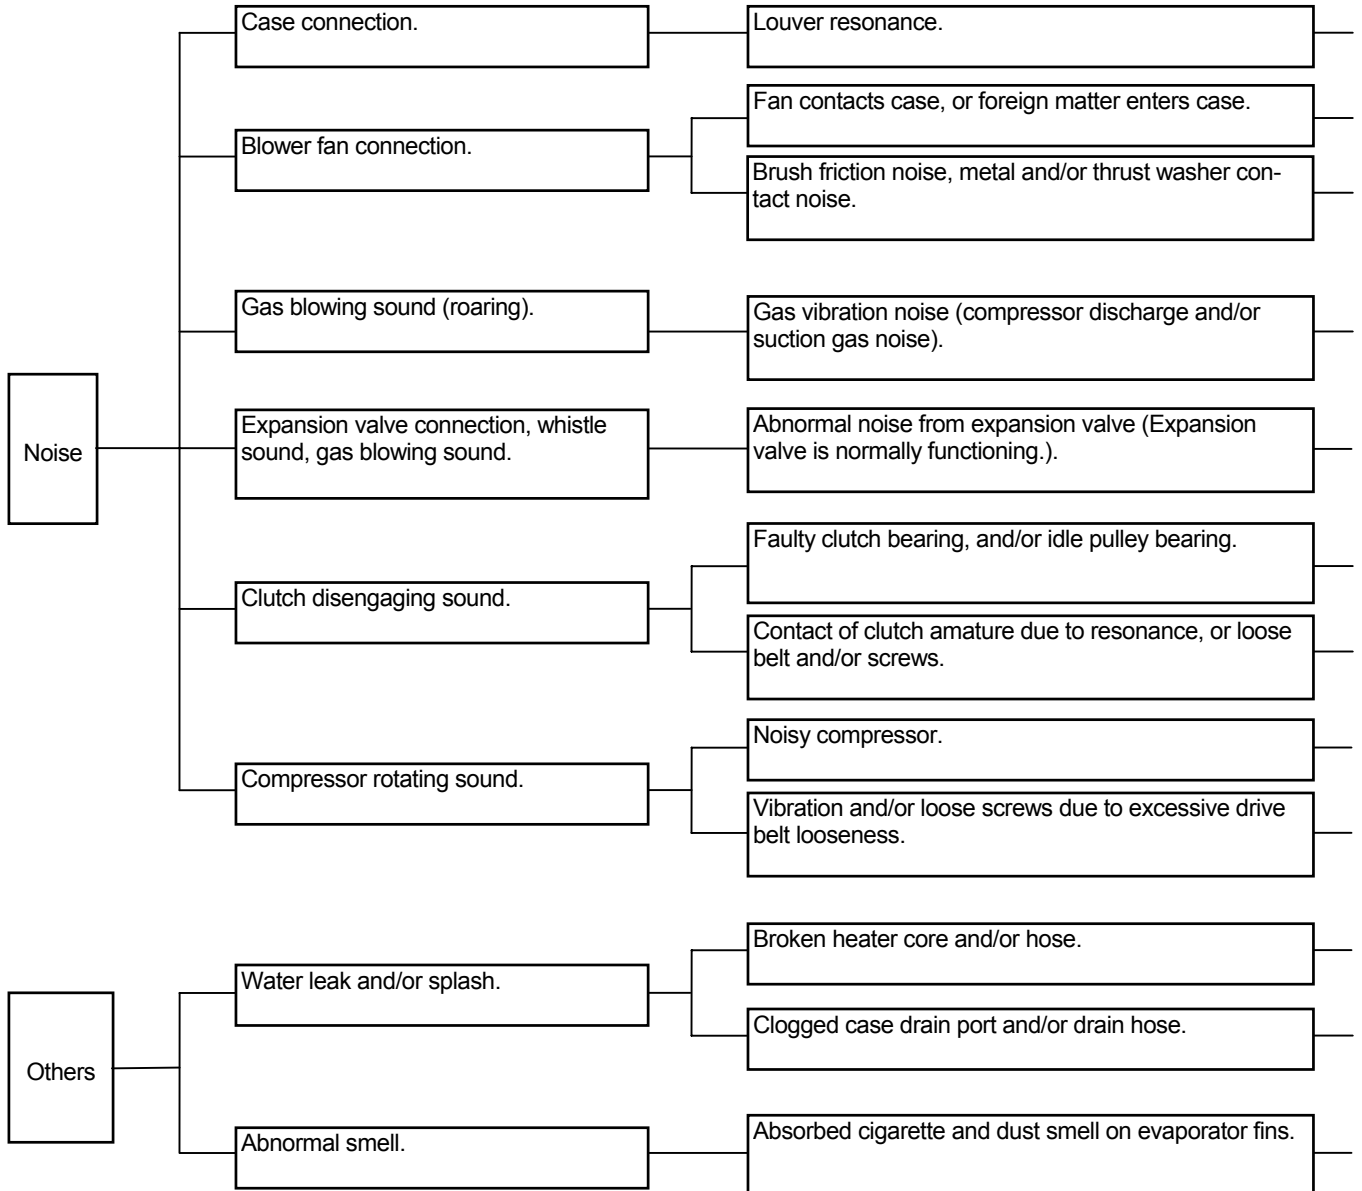 Case connection.
Louver resonance.
Fan contacts case, or foreign matter enters case.
Blower fan connection.
Brush friction noise, metal and/or thrust washer con-
tact noise.
Gas blowing sound (roaring).
Gas vibration noise (compressor discharge and/or
suction gas noise).
Noise
Expansion valve connection, whistle
sound, gas blowing sound.
Abnormal noise from expansion valve (Expansion
valve is normally functioning.).
Faulty clutch bearing, and/or idle pulley bearing.
Clutch disengaging sound.
Contact of clutch amature due to resonance, or loose
belt and/or screws.
Noisy compressor.
Compressor rotating sound.
Vibration and/or loose screws due to excessive drive
belt looseness.
Broken heater core and/or hose.
Water leak and/or splash.
Clogged case drain port and/or drain hose.
Others
Abnormal smell.
Absorbed cigarette and dust smell on evaporator fins.